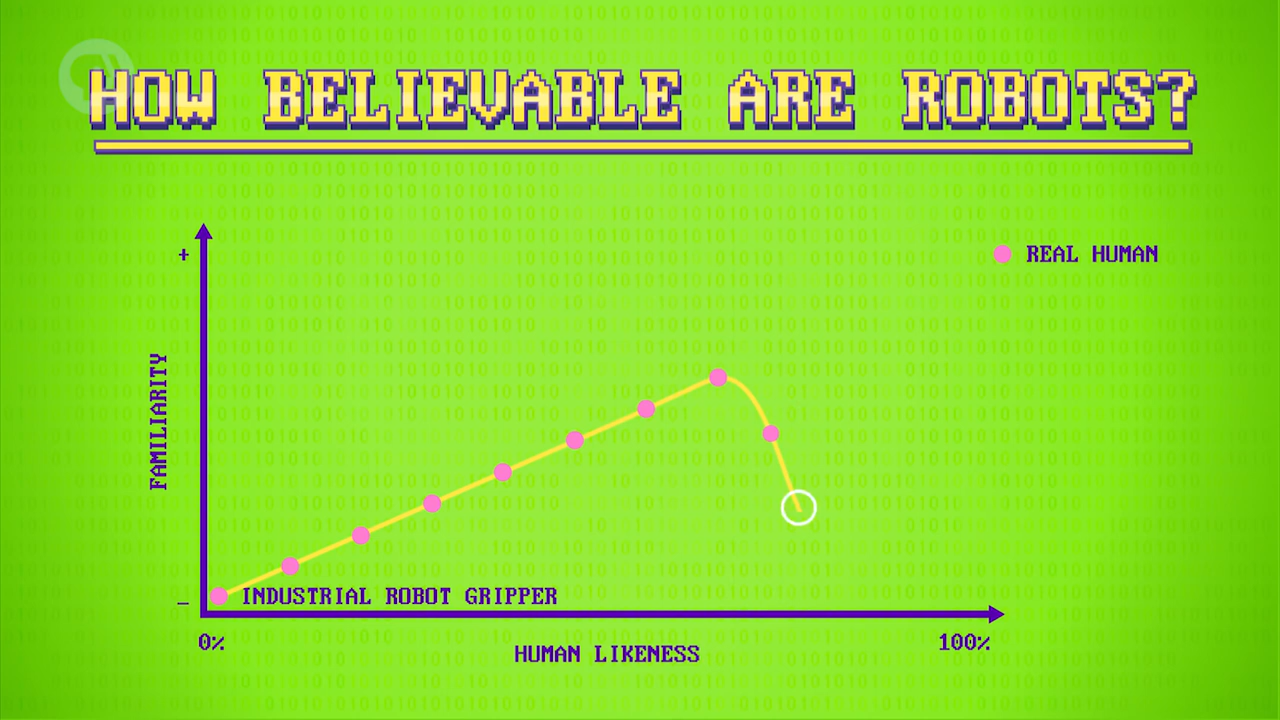 HOW BELIEVABLE ARE ROBOTS?
+
REAL HUMAN
FAMILIARITY
INDUSTRIAL ROBOT GRIPPER
–
0%
100%
HUMAN LIKENESS